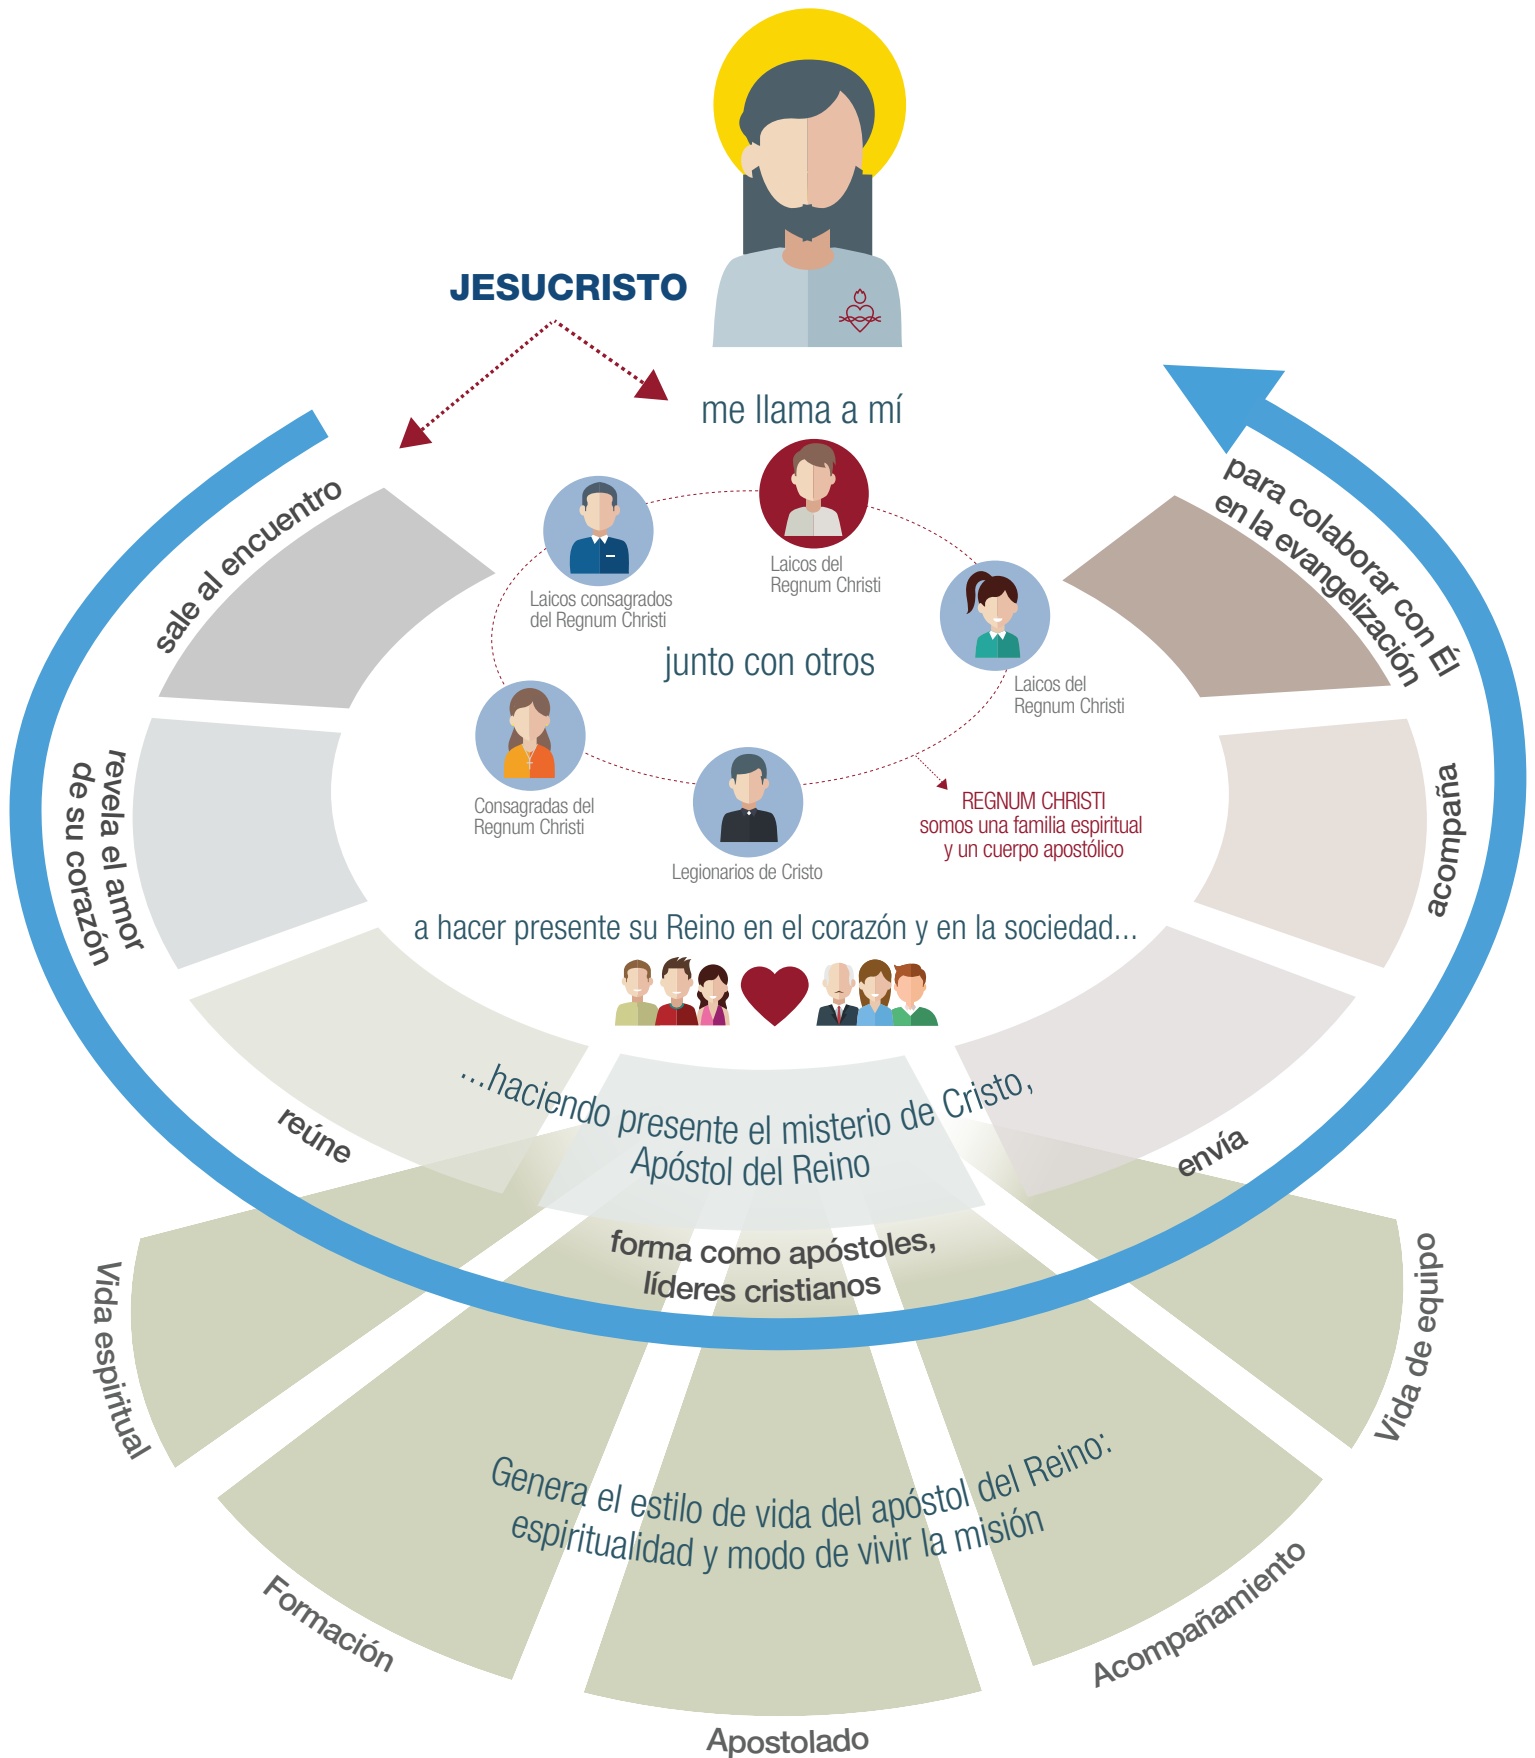 JESUCRISTO
me llama a mí
Laicos consagrados
del Regnum Christi
Laicos del
Regnum Christi
Laicos del
Regnum Christi
junto con otros
Consagradas del
Regnum Christi
Legionarios de Cristo
REGNUM CHRISTI
somos una familia espiritual
y un cuerpo apostólico
a hacer presente su Reino en el corazón y en la sociedad...
...haciendo presente el misterio de Cristo,
Apóstol del Reino
sale al encuentro
revela el amor
de su corazón
reúne
forma como apóstoles,
líderes cristianos
envía
acompaña
para colaborar con Él
en la evangelización
Genera el estilo de vida del apóstol del Reino:
espiritualidad y modo de vivir la misión
Vida espiritual
Formación
Apostolado
Acompañamiento
Vida de equipo